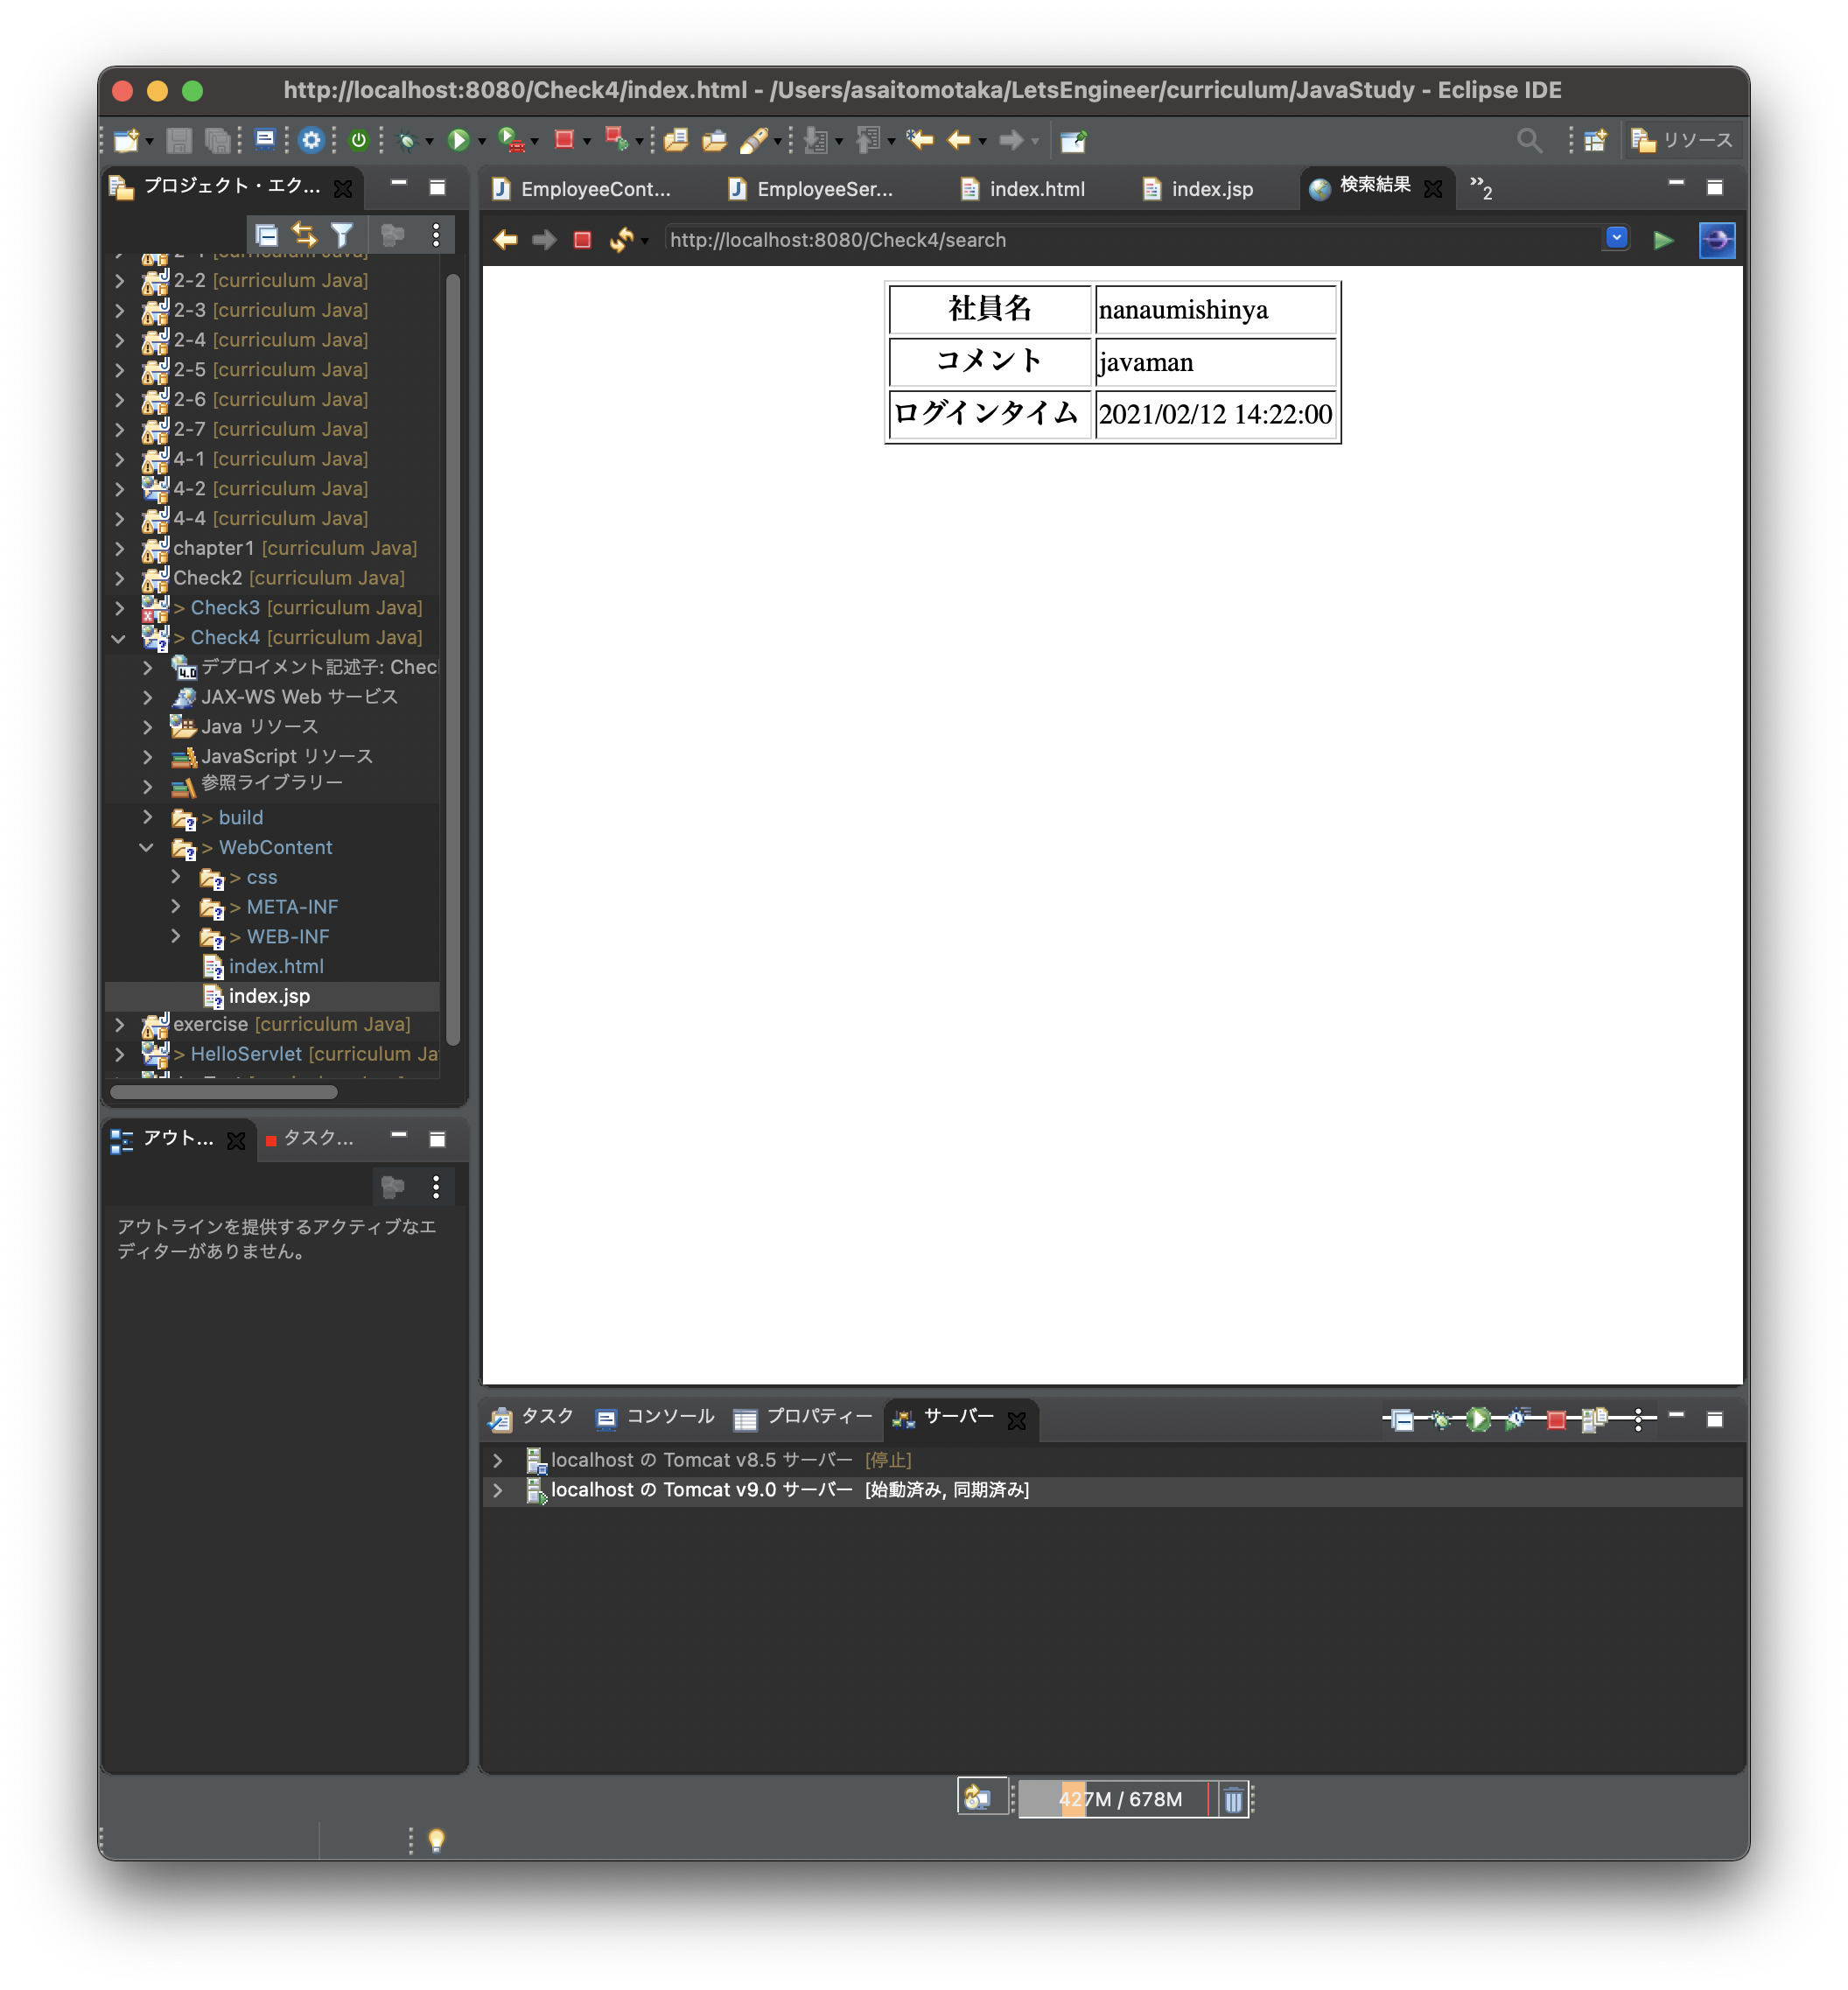 http://localhost:8080/Check4/index.html - /Users/asaitomotaka/LetsEngineer/curriculum/JavaStudy - Eclipse IDE
リソース
プロジェクト・エク...
2-2 [curriculum Java]
2-3 [curriculum Java]
2-4 [curriculum Java]
2-5 [curriculum Java]
2-6 [curriculum Java]
2-7 [curriculum Java]
4-1 [curriculum Java]
4-2 [curriculum Java]
4-4 [curriculum Java]
chapter1 [curriculum Java]
Check2 [curriculum Java]
> Check3 [curriculum Java]
> Check4 [curriculum Java]
デプロイメント記述子: Chec
JAX-WS Web サービス
Java リソース
JavaScript リソース
参照ライブラリー
> build
> WebContent
> css
> META-INF
> WEB-INF
index.html
index.jsp
exercise [curriculum Java]
> HelloServlet [curriculum Ja
アウト...
タスク...
アウトラインを提供するアクティブなエ
ディターがありません。
EmployeeCont...
EmployeeSer...
index.html
index.jsp
検索結果
»2
http://localhost:8080/Check4/search
社員名 nanaumishinya
コメント javaman
ログインタイム 2021/02/12 14:22:00
タスク
コンソール
プロパティー
サーバー
localhost の Tomcat v8.5 サーバー [停止]
localhost の Tomcat v9.0 サーバー [始動済み, 同期済み]
427M / 678M